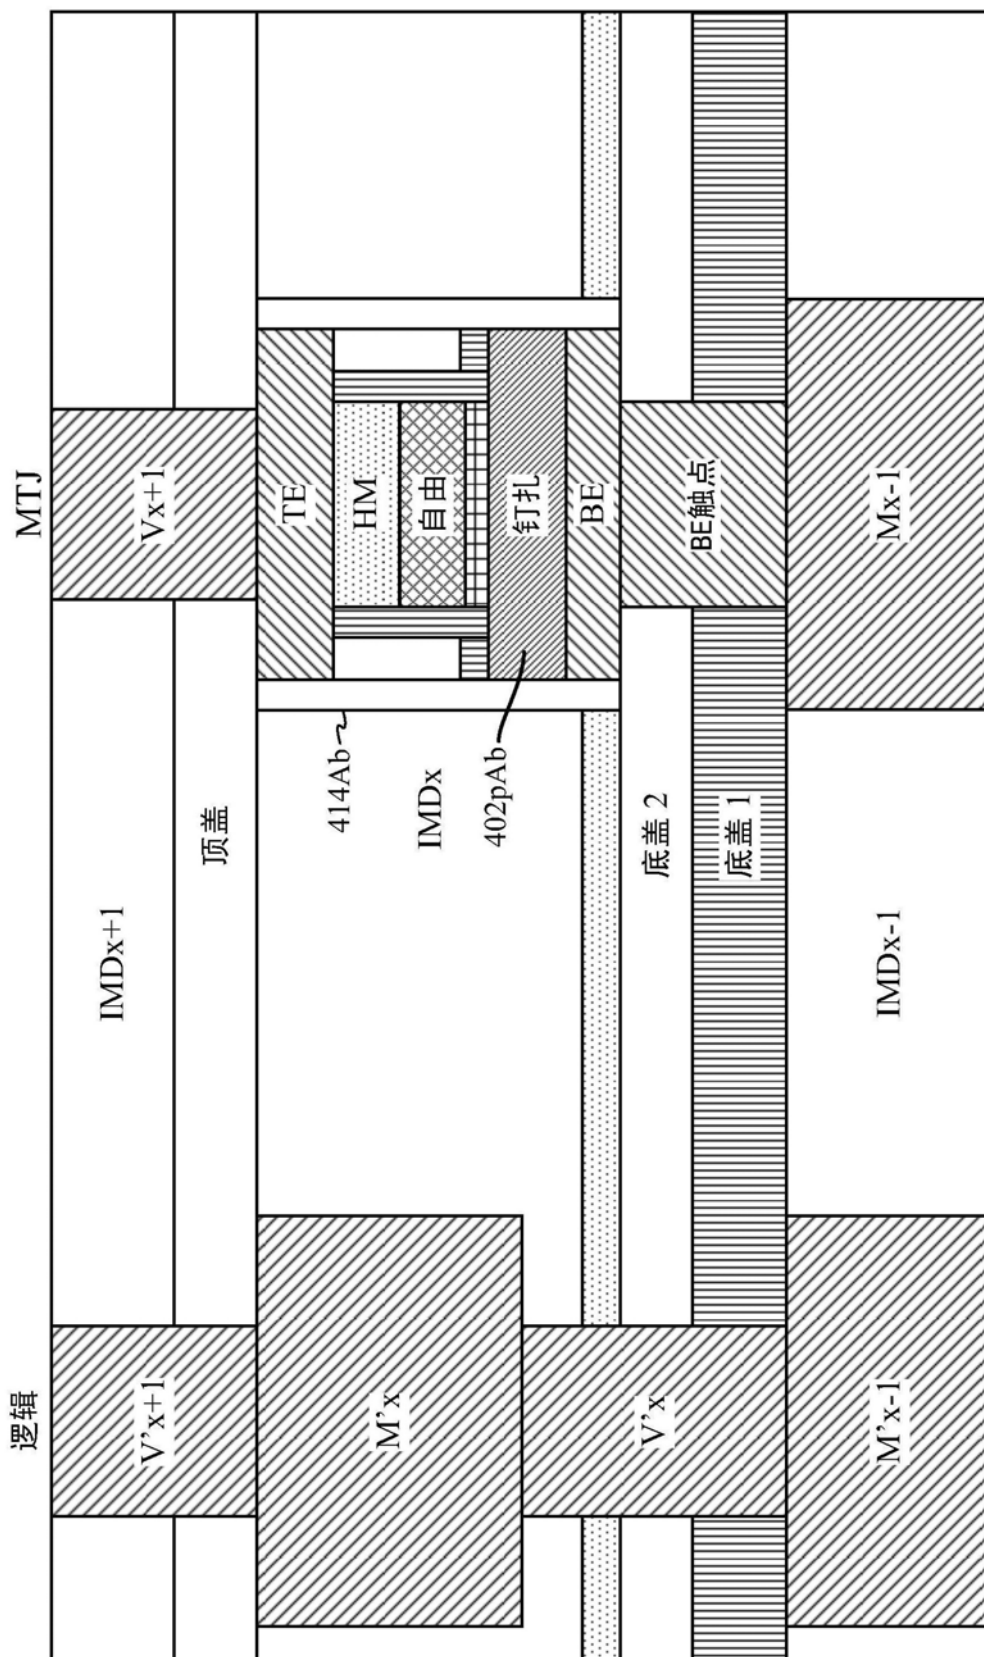 逻辑
MTJ
V'x+1
IMDx+1
Vx+1
顶盖
M'x
TE
414Ab
HM
IMDx
自由
402pAb
钉扎
BE
V'x
底盖 2
底盖 1
BE触点
M'x-1
IMDx-1
Mx-1